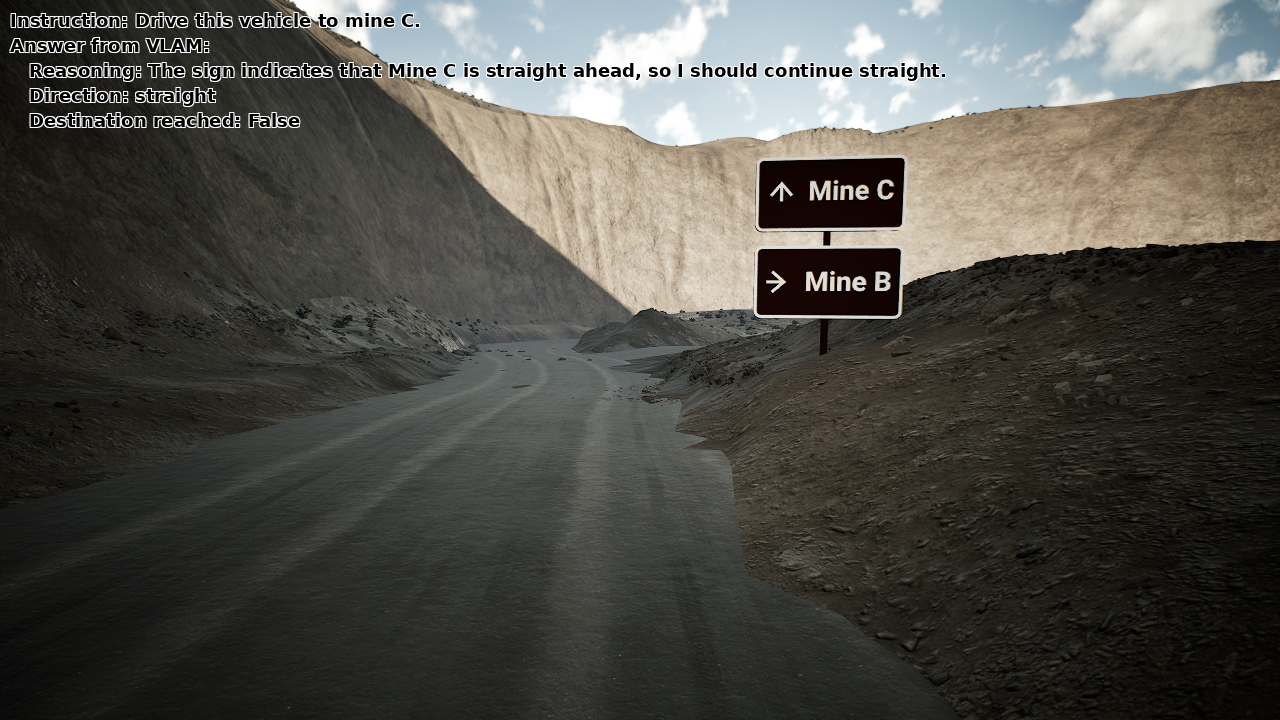 Instruction: Drive this vehicle to mine C.
Answer from VLAM:
Reasoning: The sign indicates that Mine C is straight ahead, so I should continue straight.
Direction: straight
Destination reached: False
↑ Mine C
→ Mine B